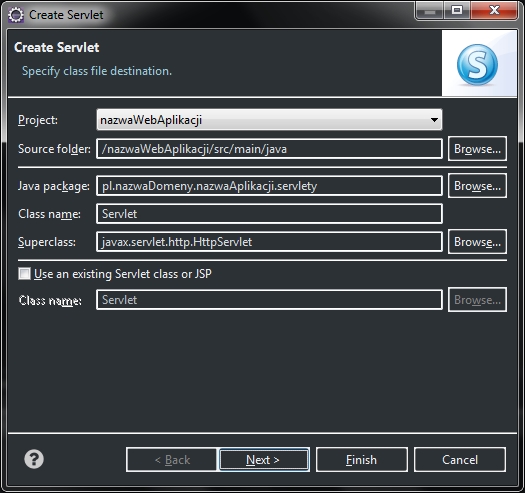 Create Servlet
Create Servlet
Specify class file destination.
S
Project: nazwaWebAplikacji
Source folder: /nazwaWebAplikacji/src/main/java Browse...
Java package: pl.nazwaDomeny.nazwaAplikacji.servlety Browse...
Class name: Servlet
Superclass: javax.servlet.http.HttpServlet Browse...
Use an existing Servlet class or JSP
Class name: Servlet Browse...
? < Back Next > Finish Cancel